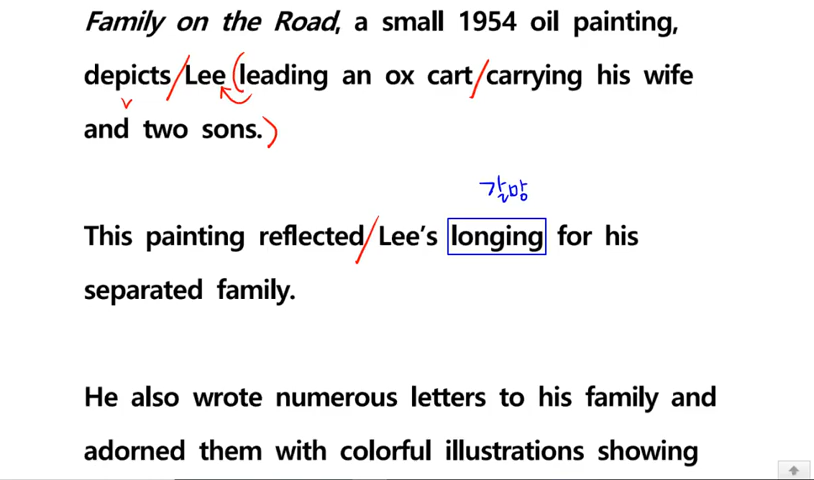 Family on the Road, a small 1954 oil painting,
depicts Lee leading an ox cart carrying his wife
and two sons.
갈망
This painting reflected Lee's longing for his
separated family.
He also wrote numerous letters to his family and
adorned them with colorful illustrations showing